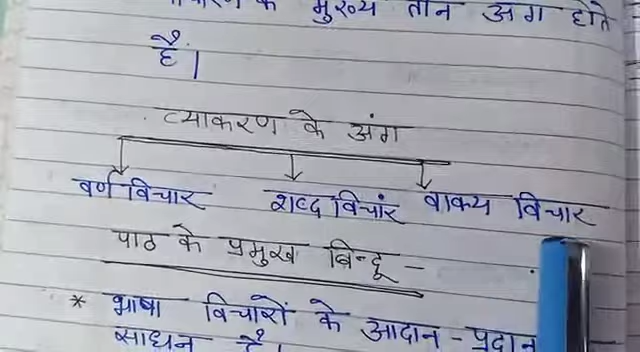 के मुख्य तीन अंग होते
है।
व्याकरण के अंग
वर्ण विचार शब्द विचार वाक्य विचार
पाठ के प्रमुख बिन्दू -
* भाषा विचारों के आदान - प्रदान
साधन है।